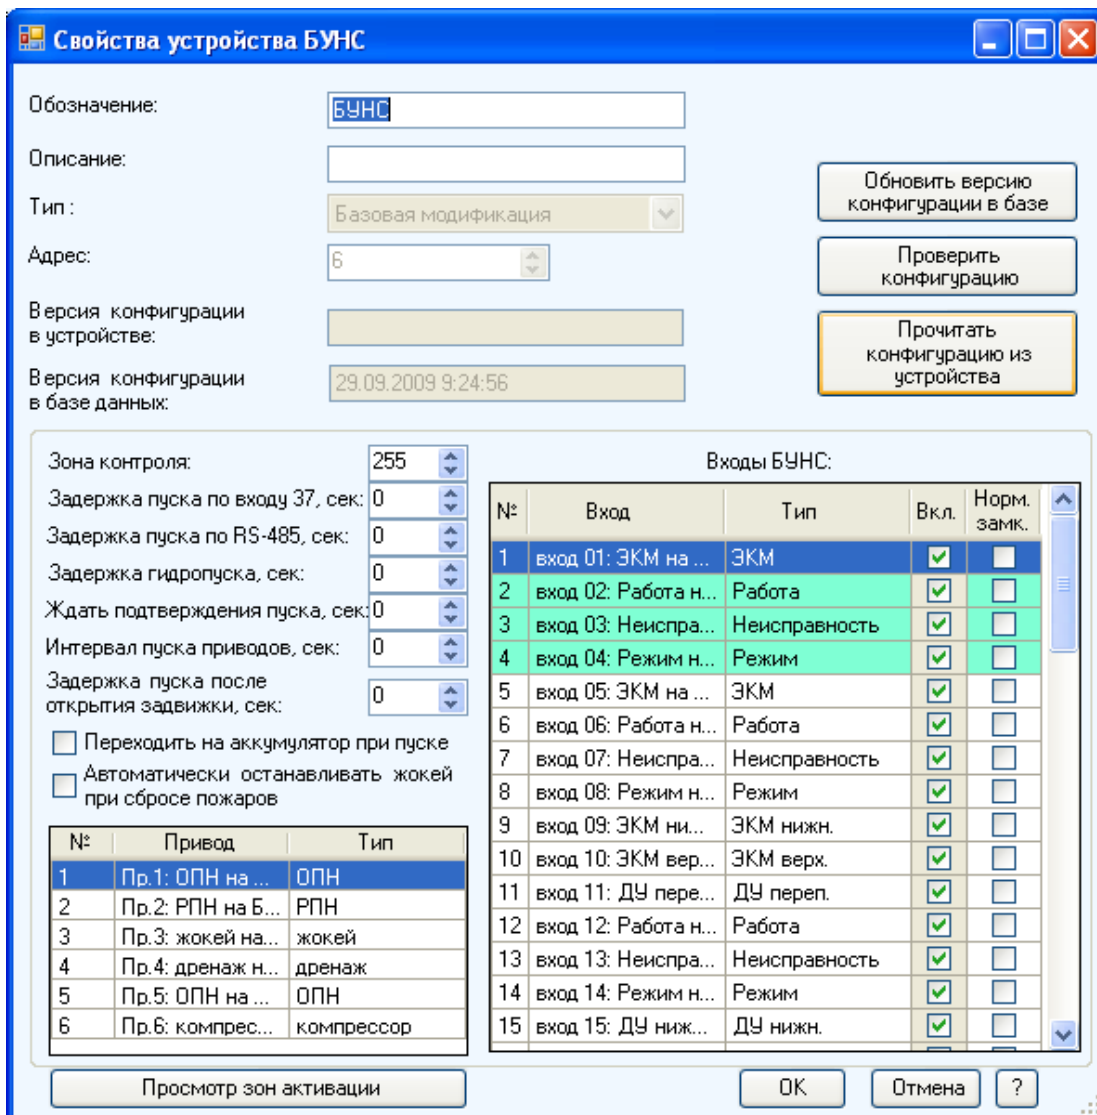 Свойства устройства БУНС
Обозначение:
БУНС
Описание:
Тип :
Базовая модификация
Адрес:
6
Версия конфигурации
в устройстве:
Версия конфигурации
в базе данных:
29.09.2009 9:24:56
Обновить версию
конфигурации в базе
Проверить
конфигурацию
Прочитать
конфигурацию из
устройства
Зона контроля: 255
Задержка пуска по входу 37, сек: 0
Задержка пуска по RS-485, сек: 0
Задержка гидропуска, сек: 0
Ждать подтверждения пуска, сек: 0
Интервал пуска приводов, сек: 0
Задержка пуска после
открытия задвижки, сек: 0
Переходить на аккумулятор при пуске
Автоматически останавливать жокей
при сбросе пожаров
№ Привод Тип
1 Пр.1: ОПН на ... ОПН
2 Пр.2: РПН на Б... РПН
3 Пр.3: жокей на... жокей
4 Пр.4: дренаж н... дренаж
5 Пр.5: ОПН на ... ОПН
6 Пр.6: компрес... компрессор
Входы БУНС:
№ Вход Тип Вкл. Норм. замк.
1 вход 01: ЭКМ на ... ЭКМ
2 вход 02: Работа н... Работа
3 вход 03: Неиспра... Неисправность
4 вход 04: Режим н... Режим
5 вход 05: ЭКМ на ... ЭКМ
6 вход 06: Работа н... Работа
7 вход 07: Неиспра... Неисправность
8 вход 08: Режим н... Режим
9 вход 09: ЭКМ ни... ЭКМ нижн.
10 вход 10: ЭКМ вер... ЭКМ верх.
11 вход 11: ДУ пере... ДУ переп.
12 вход 12: Работа н... Работа
13 вход 13: Неиспра... Неисправность
14 вход 14: Режим н... Режим
15 вход 15: ДУ ниж... ДУ нижн.
Просмотр зон активации
OK
Отмена
?